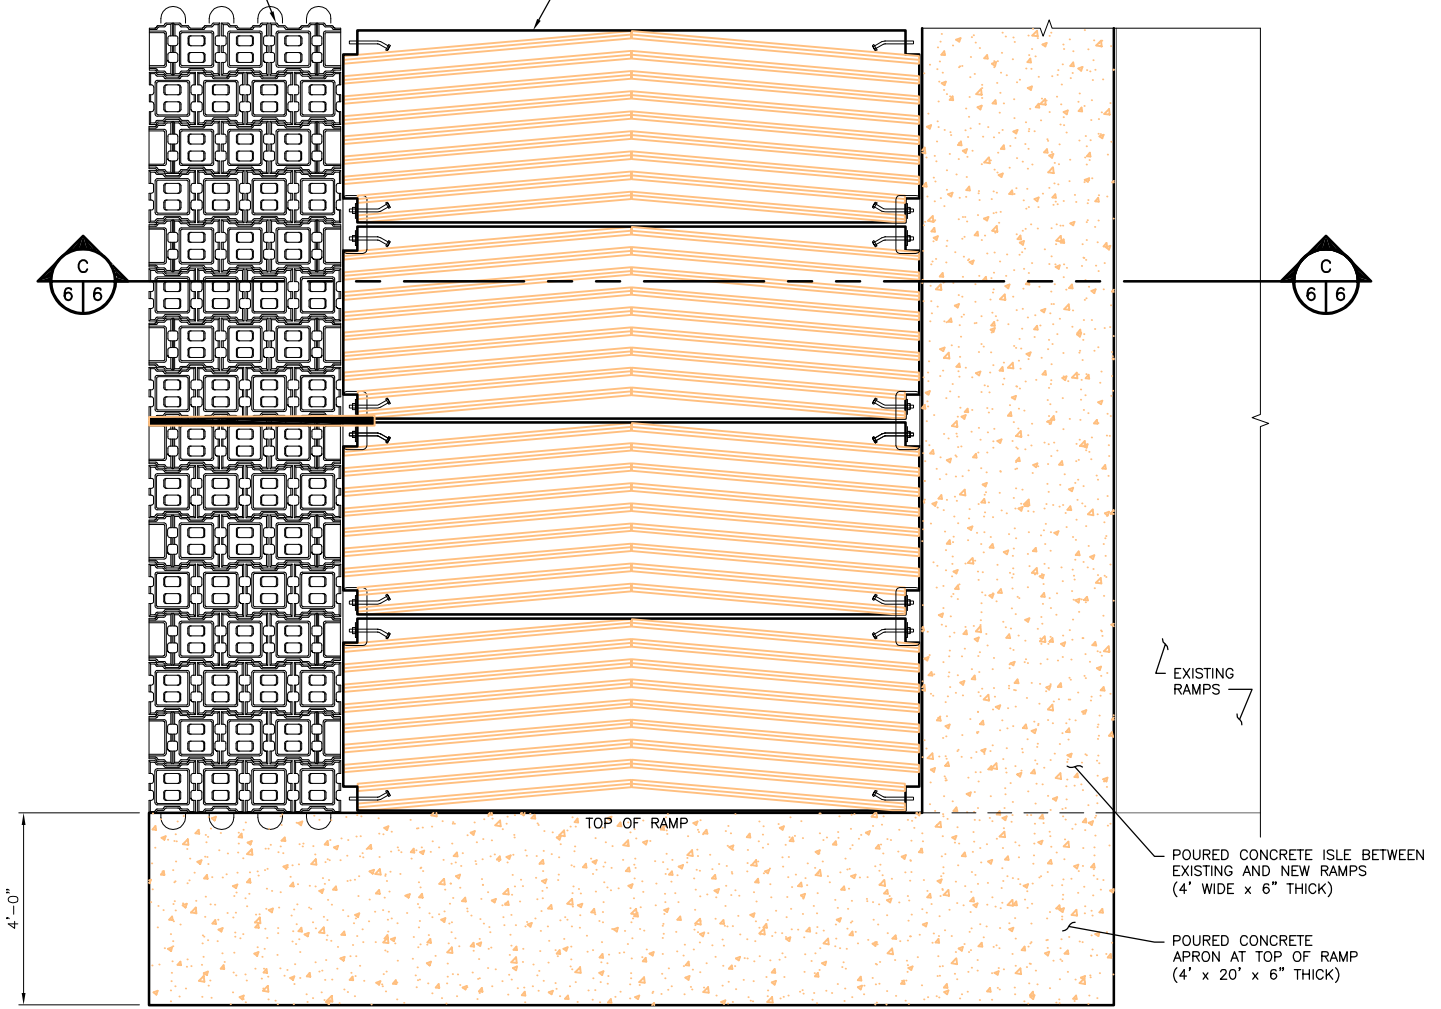 C
6 6
C
6 6
EXISTING
RAMPS
TOP OF RAMP
POURED CONCRETE ISLE BETWEEN
EXISTING AND NEW RAMPS
(4' WIDE x 6" THICK)
4'-0"
POURED CONCRETE
APRON AT TOP OF RAMP
(4' x 20' x 6" THICK)